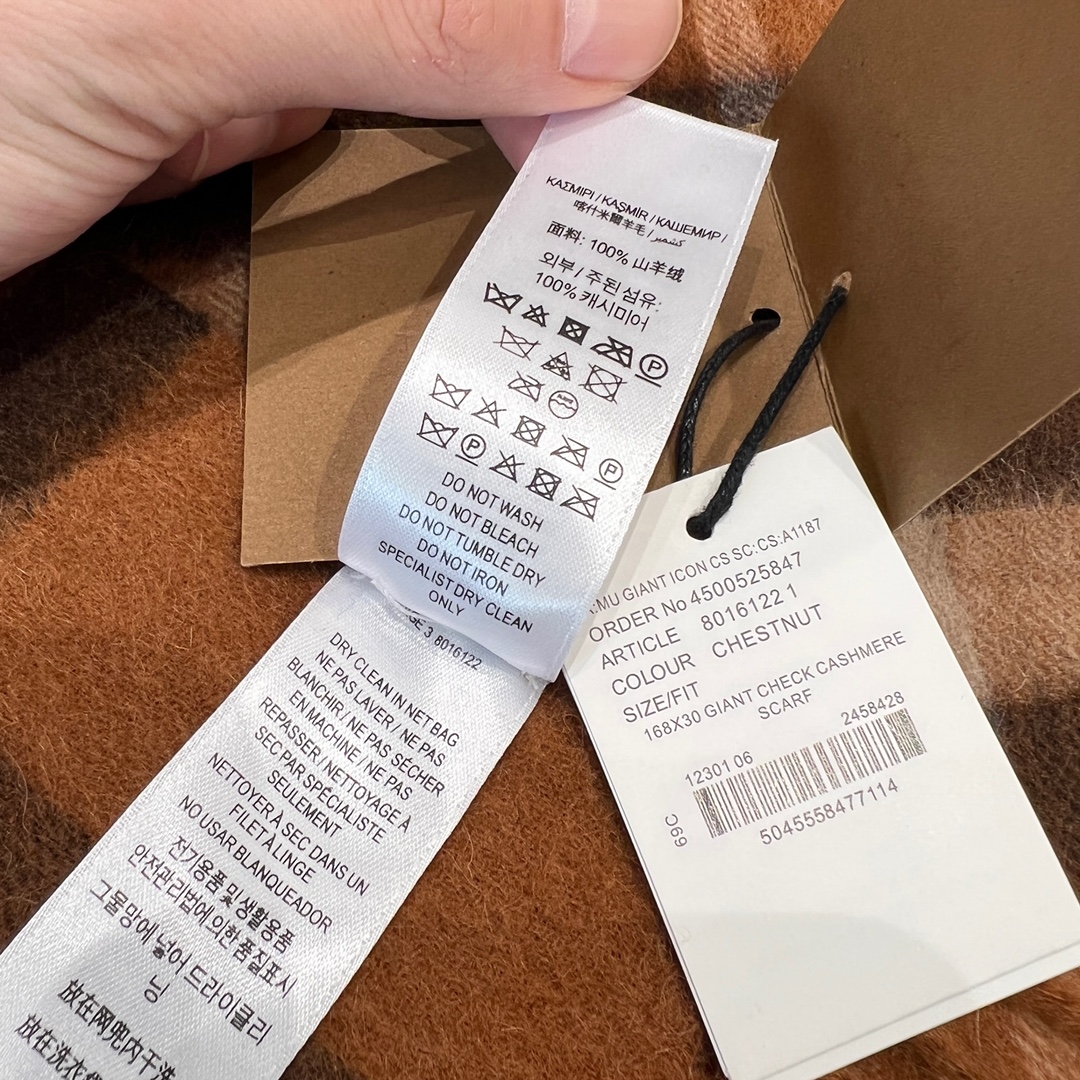 ΚΑΣΜΙΡΙ / KAŞMİR / КАШЕМИР /
喀什米爾羊毛 / كشمير
面料: 100% 山羊绒
외부 / 주된 섬유:
100% 캐시미어
P
P
P
DO NOT WASH
DO NOT BLEACH
DO NOT TUMBLE DRY
DO NOT IRON
SPECIALIST DRY CLEAN
ONLY
3 8016122
DRY CLEAN IN NET BAG
NE PAS LAVER / NE PAS
BLANCHIR / NE PAS SÉCHER
EN MACHINE / NE PAS
REPASSER / NETTOYAGE A
SEC PAR SPÉCIALISTE
SEULEMENT
NETTOYER A SEC DANS UN
FILET À LINGE
NO USAR BLANQUEADOR
전기용품 및 생활용품
안전관리법에 의한 품질표시
그물망에 넣어 드라이클리
닝
放在网兜内干洗
放在洗衣
:MU GIANT ICON CS SC:CS:A1187
ORDER No 4500525847
ARTICLE 8016122 1
COLOUR CHESTNUT
SIZE/FIT
168X30 GIANT CHECK CASHMERE
SCARF
2458428
12301 06
69C
5045558477114